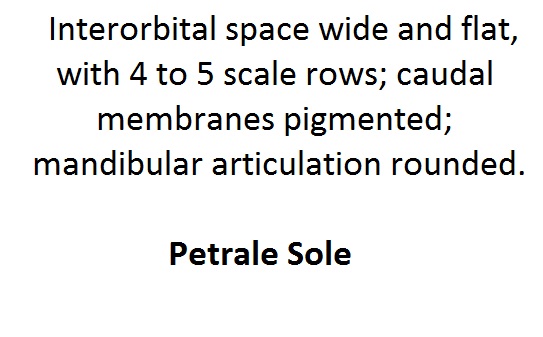 Interorbital space wide and flat,
with 4 to 5 scale rows; caudal
membranes pigmented;
mandibular articulation rounded.
Petrale Sole